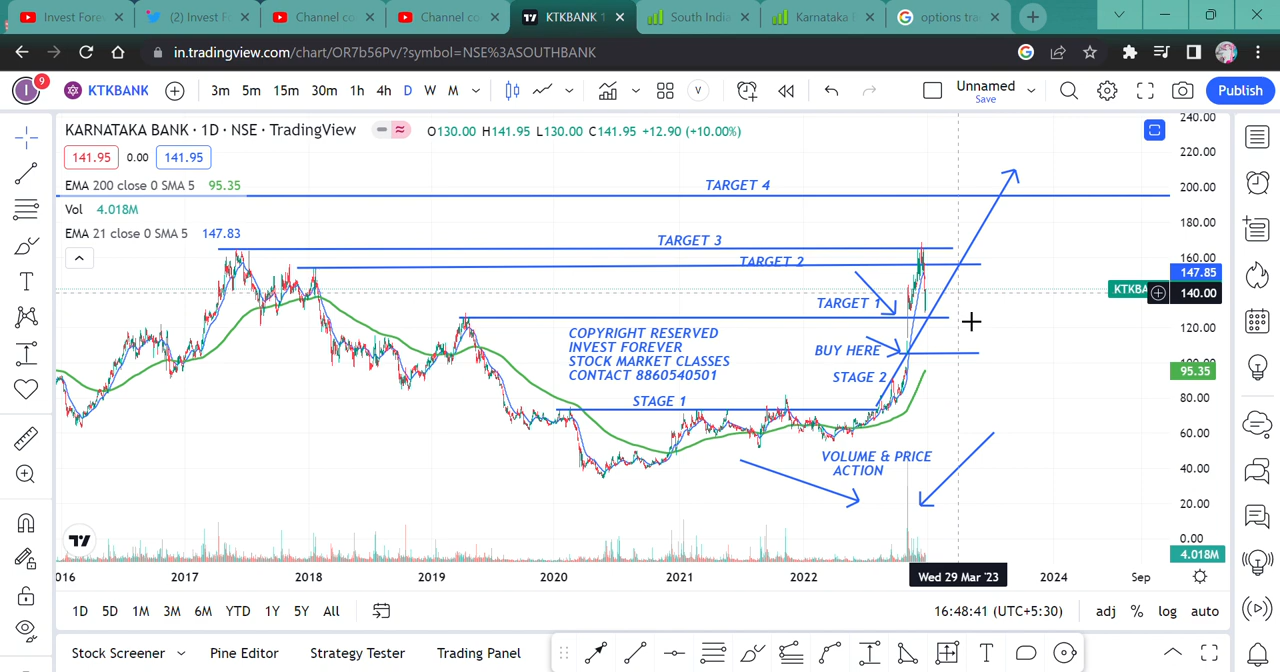 Invest Forev
(2) Invest F
Channel co
Channel co
KTKBANK 1
South India
Karnataka
options tra
in.tradingview.com/chart/OR7b56Pv/?symbol=NSE%3ASOUTHBANK
I
9
KTKBANK
3m 5m 15m 30m 1h 4h D W M
V
Unnamed
Save
Publish
KARNATAKA BANK · 1D · NSE · TradingView
O130.00 H141.95 L130.00 C141.95 +12.90 (+10.00%)
141.95 0.00 141.95
EMA 200 close 0 SMA 5 95.35
Vol 4.018M
EMA 21 close 0 SMA 5 147.83
TARGET 4
TARGET 3
TARGET 2
TARGET 1
COPYRIGHT RESERVED
INVEST FOREVER
STOCK MARKET CLASSES
CONTACT 8860540501
BUY HERE
STAGE 2
STAGE 1
VOLUME & PRICE
ACTION
240.00
220.00
200.00
180.00
160.00
147.85
KTKBA
140.00
120.00
100.00
95.35
80.00
60.00
40.00
20.00
0.00
4.018M
2016 2017 2018 2019 2020 2021 2022 Wed 29 Mar '23 2024 Sep
1D 5D 1M 3M 6M YTD 1Y 5Y All
16:48:41 (UTC+5:30) adj % log auto
Stock Screener Pine Editor Strategy Tester Trading Panel